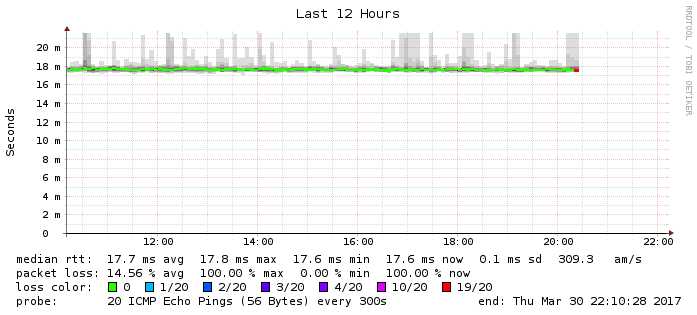 Last 12 Hours
RRDTOOL / TOBI OETIKER
Seconds
20 m
18 m
16 m
14 m
12 m
10 m
8 m
6 m
4 m
2 m
0
12:00 14:00 16:00 18:00 20:00 22:00
median rtt: 17.7 ms avg 17.8 ms max 17.6 ms min 17.6 ms now 0.1 ms sd 309.3 am/s
packet loss: 14.56 % avg 100.00 % max 0.00 % min 100.00 % now
loss color: 0 1/20 2/20 3/20 4/20 10/20 19/20
probe: 20 ICMP Echo Pings (56 Bytes) every 300s end: Thu Mar 30 22:10:28 2017